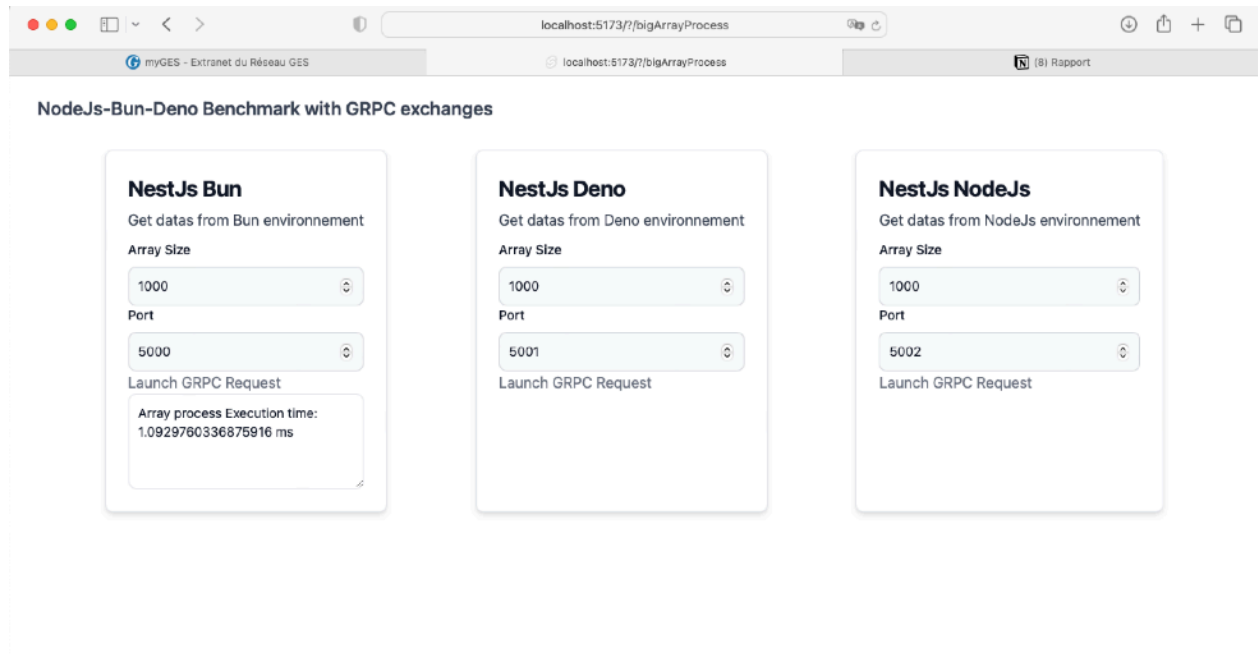 localhost:5173/?/bigArrayProcess
myGES - Extranet du Réseau GES
localhost:5173/?/bigArrayProcess
(8) Rapport
NodeJs-Bun-Deno Benchmark with GRPC exchanges
NestJs Bun
Get datas from Bun environnement
Array Size
1000
Port
5000
Launch GRPC Request
Array process Execution time:
1.0929760336875916 ms
NestJs Deno
Get datas from Deno environnement
Array Size
1000
Port
5001
Launch GRPC Request
NestJs NodeJs
Get datas from NodeJs environnement
Array Size
1000
Port
5002
Launch GRPC Request